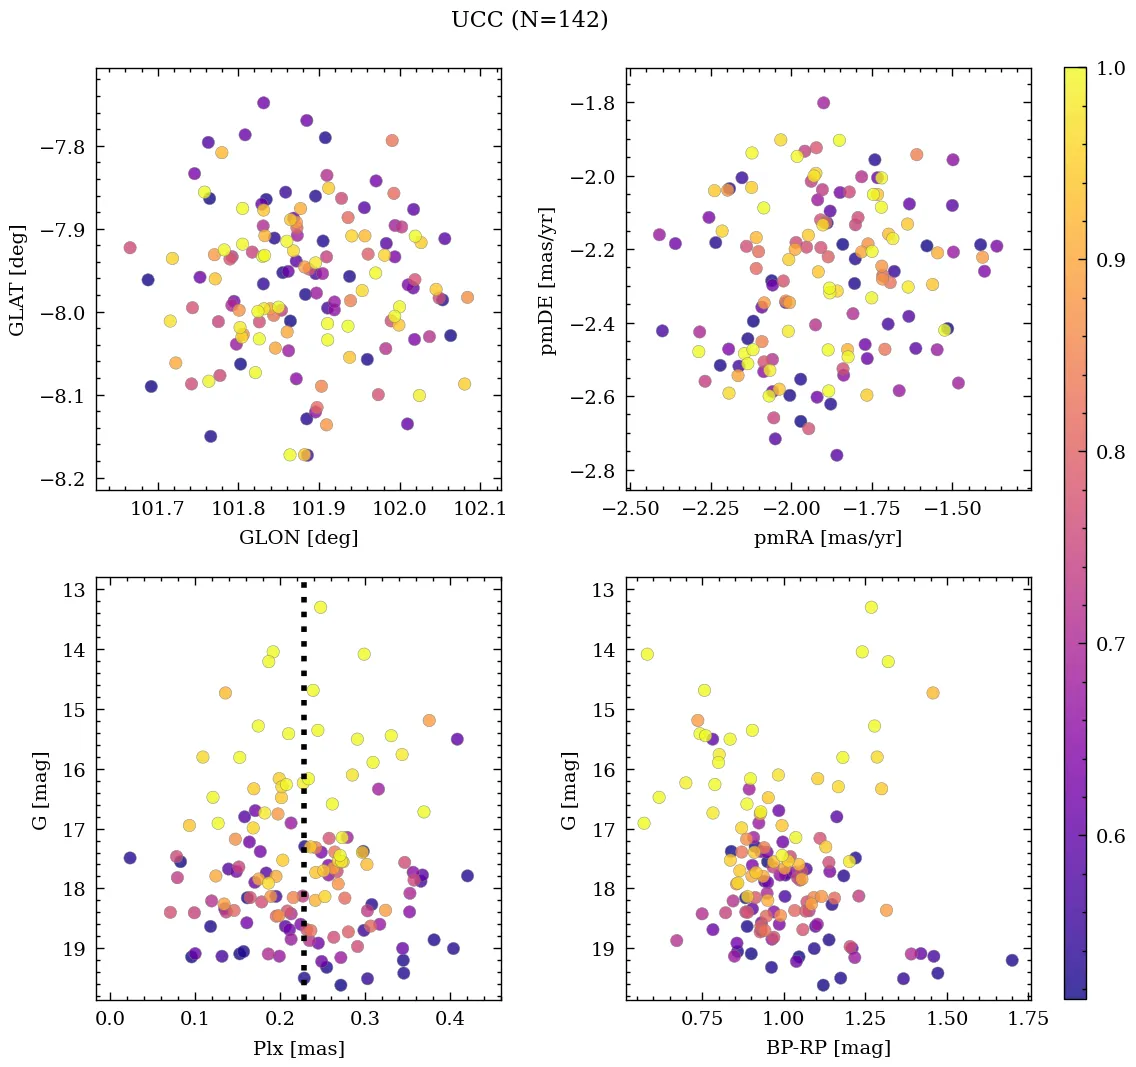 UCC (N=142)
−7.8
−7.9
−8.0
−8.1
−8.2
GLAT [deg]
101.7 101.8 101.9 102.0 102.1
GLON [deg]
−1.8
−2.0
−2.2
−2.4
−2.6
−2.8
pmDE [mas/yr]
−2.50 −2.25 −2.00 −1.75 −1.50
pmRA [mas/yr]
13
14
15
16
17
18
19
G [mag]
0.0 0.1 0.2 0.3 0.4
Plx [mas]
13
14
15
16
17
18
19
G [mag]
0.75 1.00 1.25 1.50 1.75
BP-RP [mag]
1.0
0.9
0.8
0.7
0.6